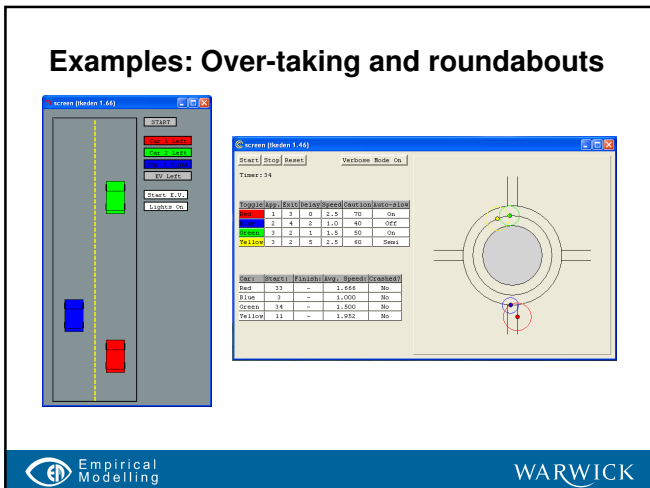 Examples: Over-taking and roundabouts
screen (tkeden 1.66)
START
Car 1 Left
Car 2 Left
EV Left
Start E.V.
Lights On
screen (tkeden 1.46)
Start Stop Reset Verbose Mode On
Timer:34
Toggle App. Exit Delay Speed Caution Auto-slow
Red 1 3 0 2.5 70 On
Blue 2 4 2 1.0 40 Off
Green 3 2 1 1.5 50 On
Yellow 3 2 5 2.5 60 Semi
Car: Start: Finish: Avg. Speed: Crashed?
Red 33 - 1.666 No
Blue 3 - 1.000 No
Green 34 - 1.500 No
Yellow 11 - 1.952 No
Empirical
Modelling
WARWICK